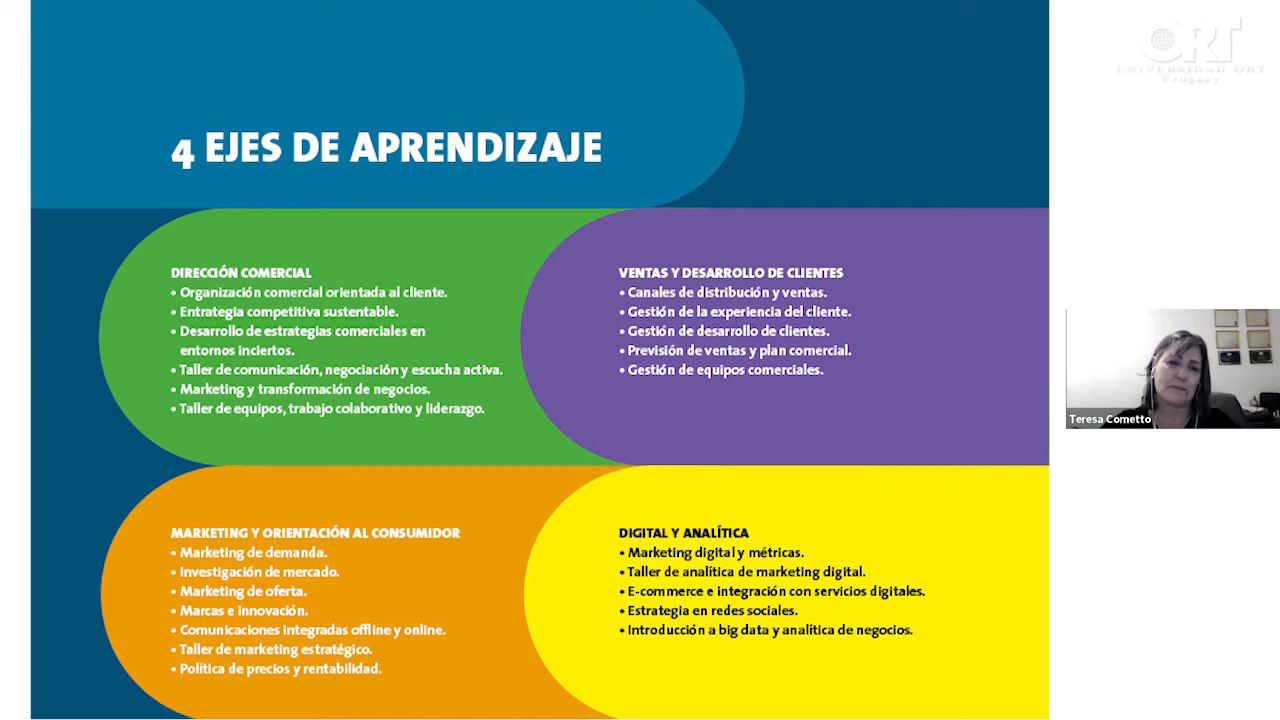 ORT
UNIVERSIDAD ORT
Uruguay
4 EJES DE APRENDIZAJE
DIRECCIÓN COMERCIAL
• Organización comercial orientada al cliente.
• Entrategia competitiva sustentable.
• Desarrollo de estrategias comerciales en
entornos inciertos.
• Taller de comunicación, negociación y escucha activa.
• Marketing y transformación de negocios.
• Taller de equipos, trabajo colaborativo y liderazgo.
VENTAS Y DESARROLLO DE CLIENTES
• Canales de distribución y ventas.
• Gestión de la experiencia del cliente.
• Gestión de desarrollo de clientes.
• Previsión de ventas y plan comercial.
• Gestión de equipos comerciales.
MARKETING Y ORIENTACIÓN AL CONSUMIDOR
• Marketing de demanda.
• Investigación de mercado.
• Marketing de oferta.
• Marcas e innovación.
• Comunicaciones integradas offline y online.
• Taller de marketing estratégico.
• Política de precios y rentabilidad.
DIGITAL Y ANALÍTICA
• Marketing digital y métricas.
• Taller de analítica de marketing digital.
• E-commerce e integración con servicios digitales.
• Estrategia en redes sociales.
• Introducción a big data y analítica de negocios.
Teresa Cometto